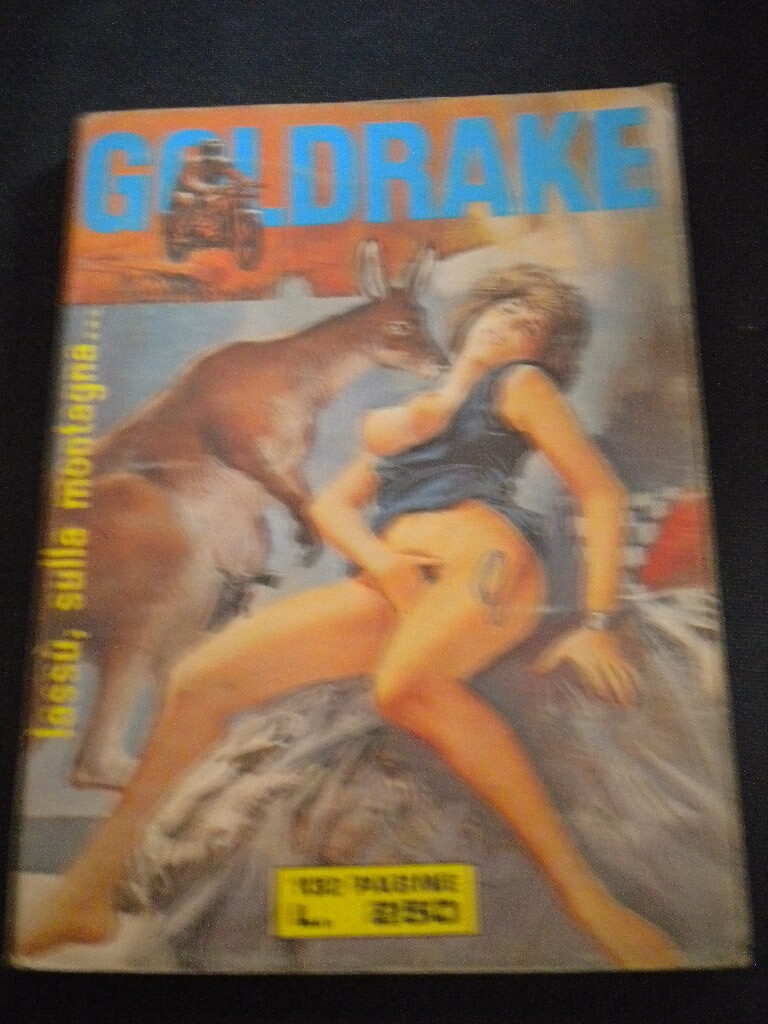 GOLDRAKE
lassù, sulla montagna...
132 PAGINE
L. 250